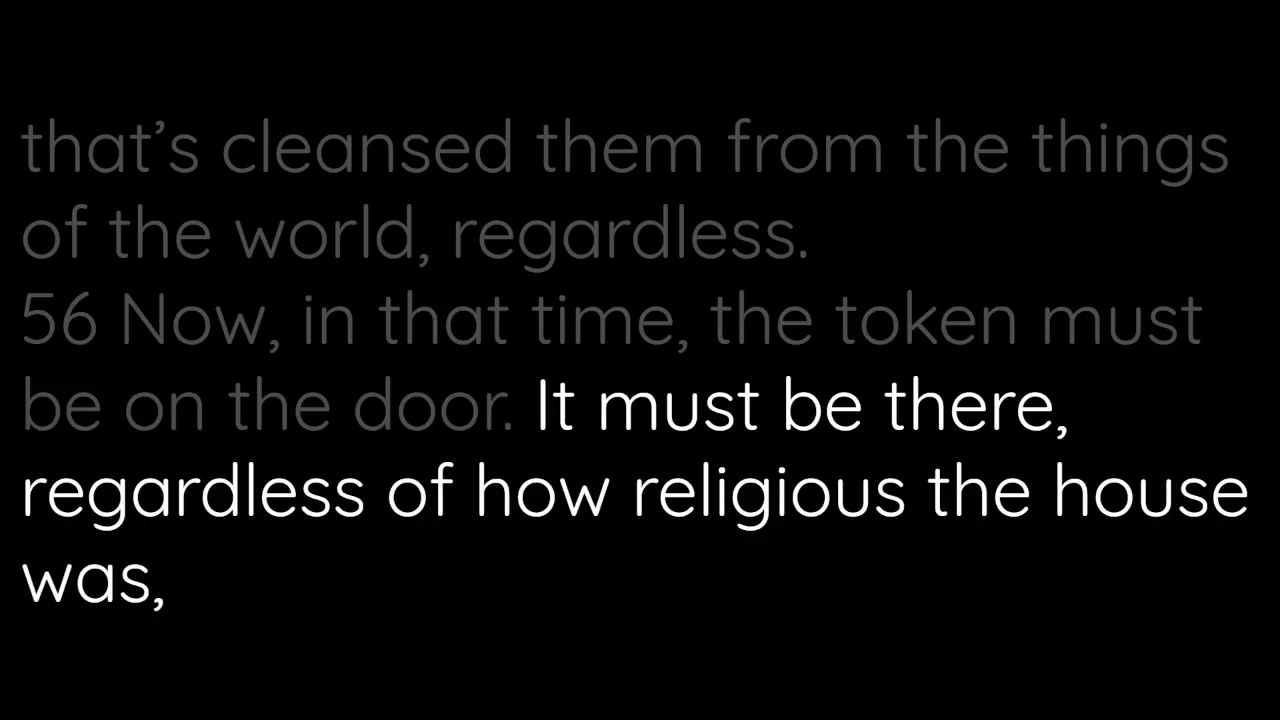 that’s cleansed them from the things
of the world, regardless.
56 Now, in that time, the token must
be on the door. It must be there,
regardless of how religious the house
was,